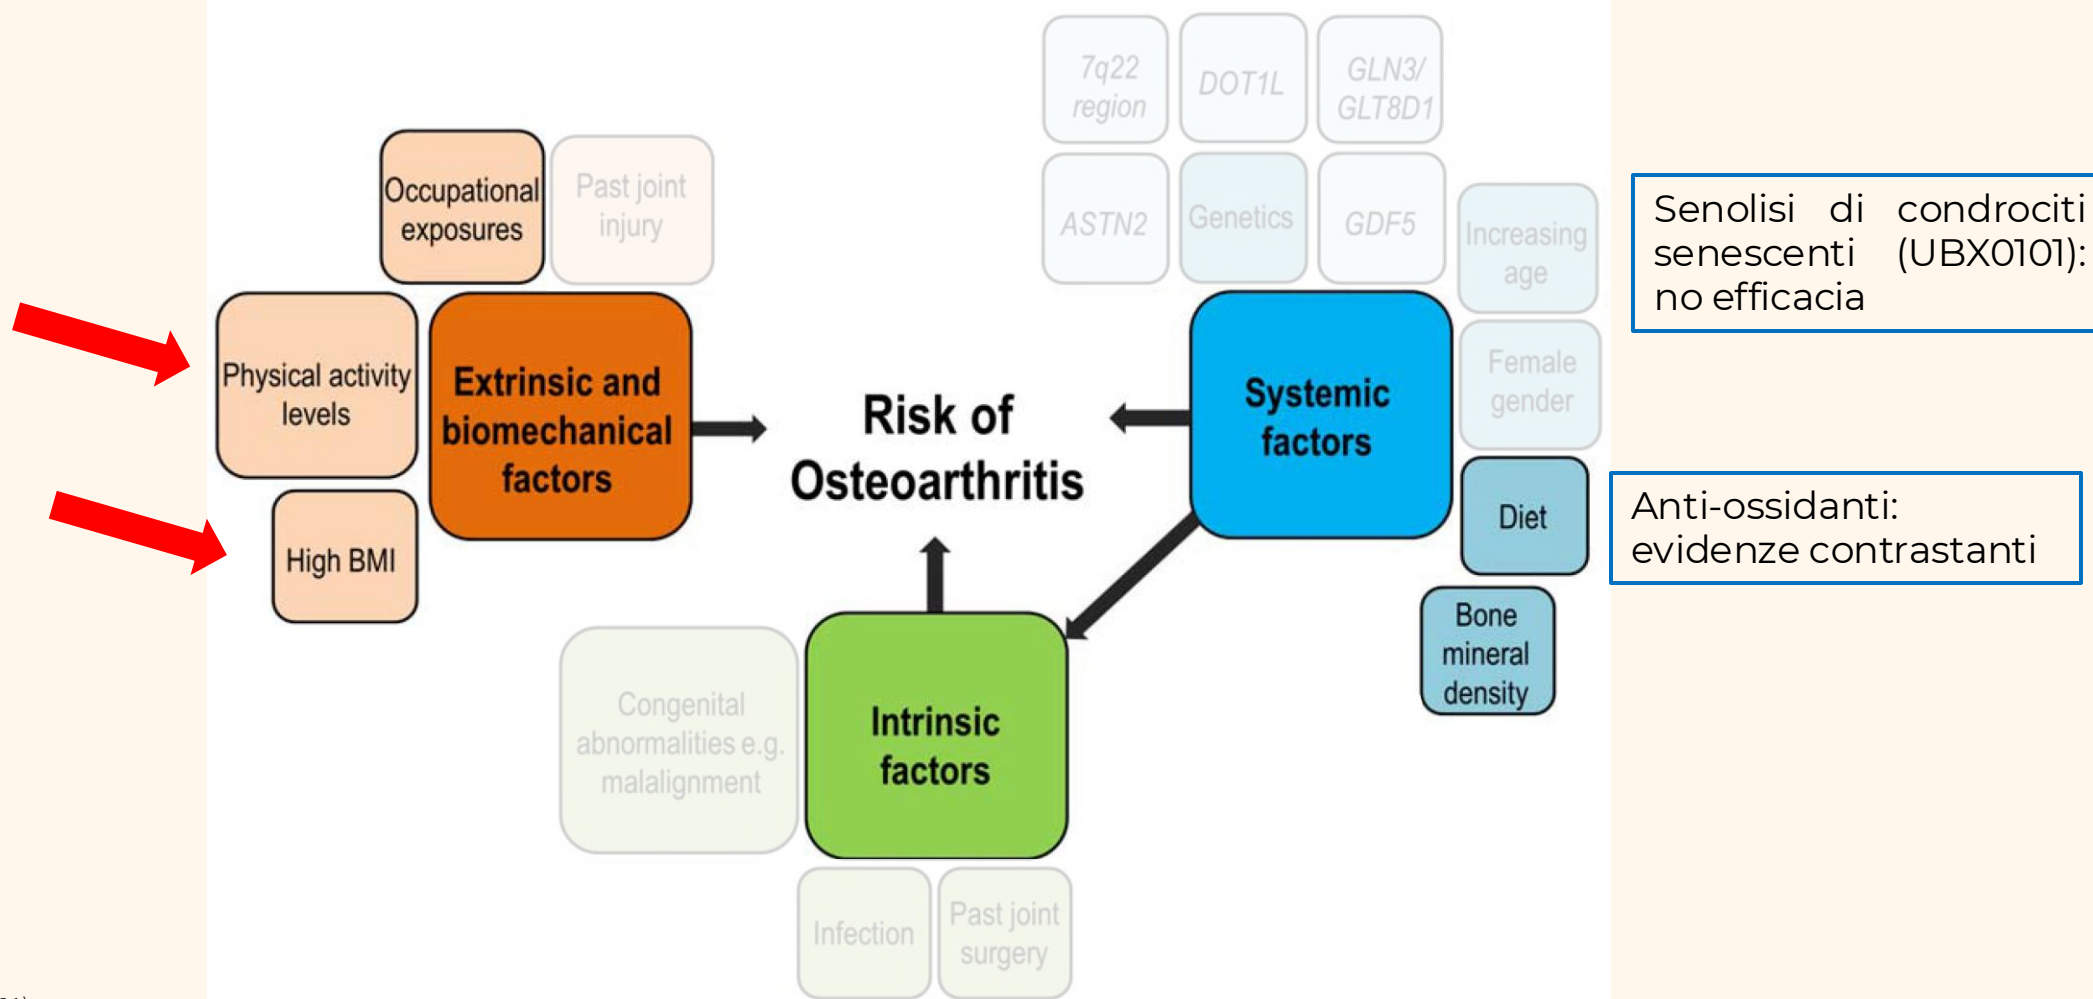 7q22
region
DOT1L
GLN3/
GLT8D1
Occupational
exposures
Past joint
injury
ASTN2
Genetics
GDF5
Increasing
age
Senolisi di condrociti
senescenti (UBX0101):
no efficacia
Physical activity
levels
Extrinsic and
biomechanical
factors
Risk of
Osteoarthritis
Systemic
factors
Female
gender
High BMI
Diet
Anti-ossidanti:
evidenze contrastanti
Bone
mineral
density
Congenital
abnormalities e.g.
malalignment
Intrinsic
factors
Infection
Past joint
surgery